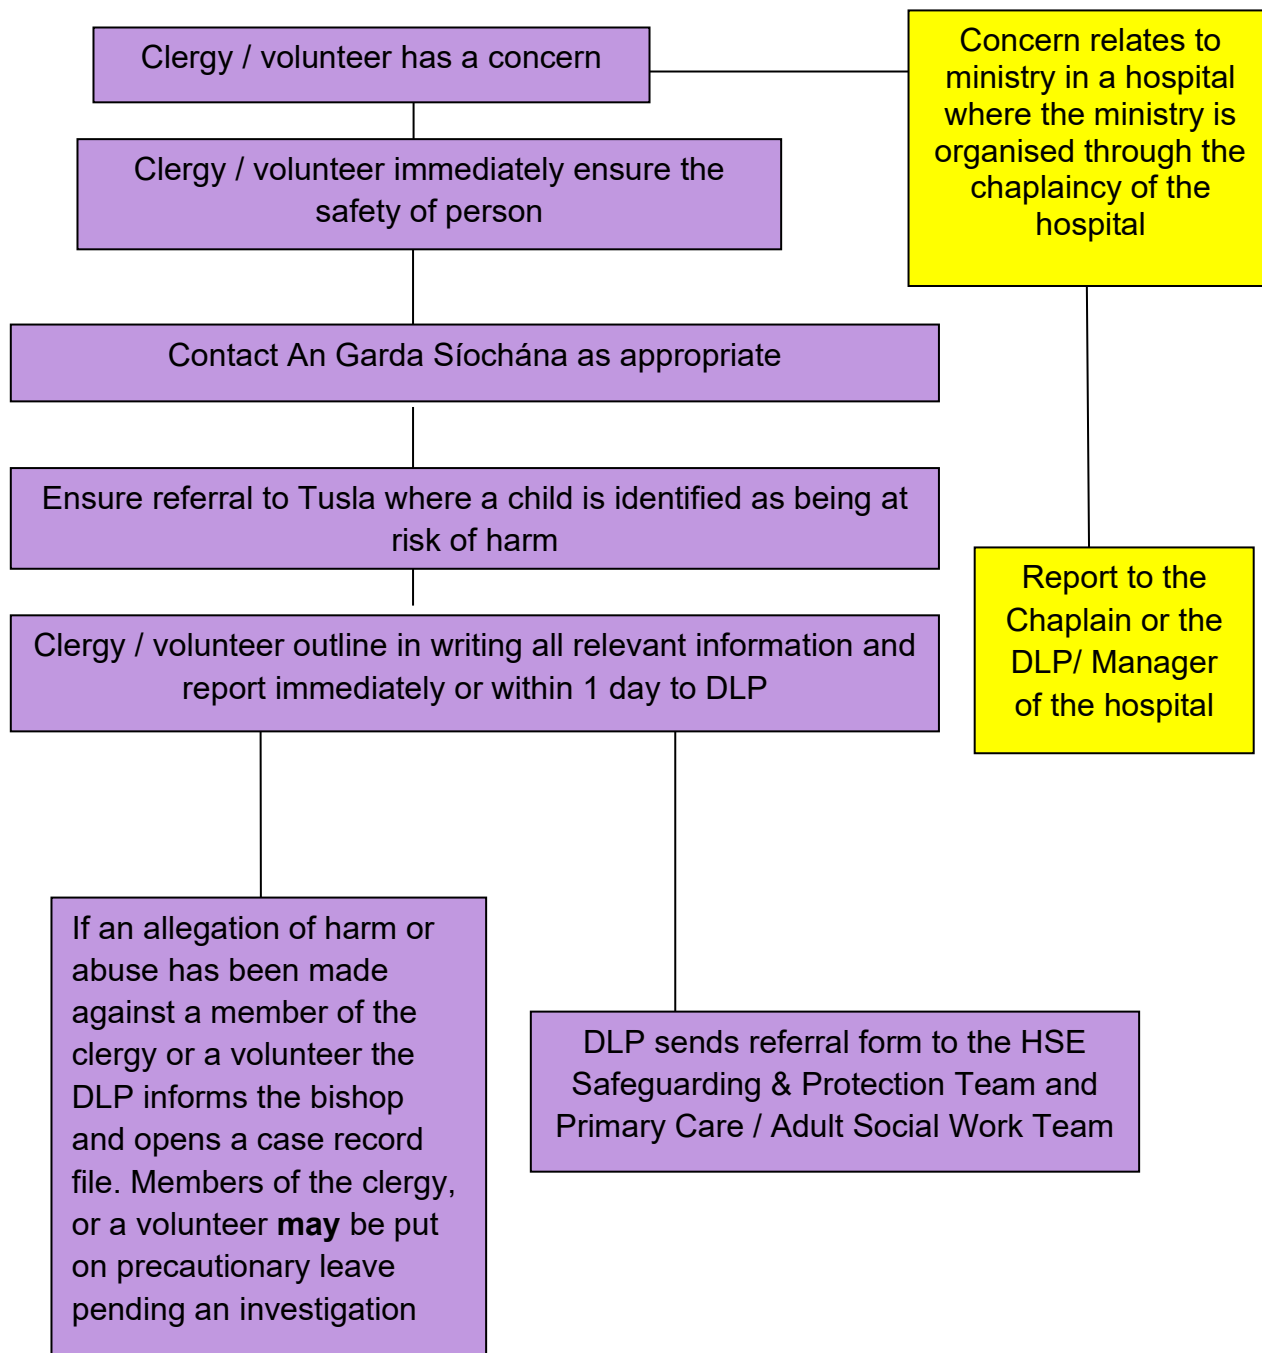 Clergy / volunteer has a concern
Concern relates to
ministry in a hospital
where the ministry is
organised through the
chaplaincy of the
hospital
Clergy / volunteer immediately ensure the
safety of person
Contact An Garda Síochána as appropriate
Ensure referral to Tusla where a child is identified as being at
risk of harm
Report to the
Chaplain or the
DLP/ Manager
of the hospital
Clergy / volunteer outline in writing all relevant information and
report immediately or within 1 day to DLP
If an allegation of harm or
abuse has been made
against a member of the
clergy or a volunteer the
DLP informs the bishop
and opens a case record
file. Members of the clergy,
or a volunteer may be put
on precautionary leave
pending an investigation
DLP sends referral form to the HSE
Safeguarding & Protection Team and
Primary Care / Adult Social Work Team